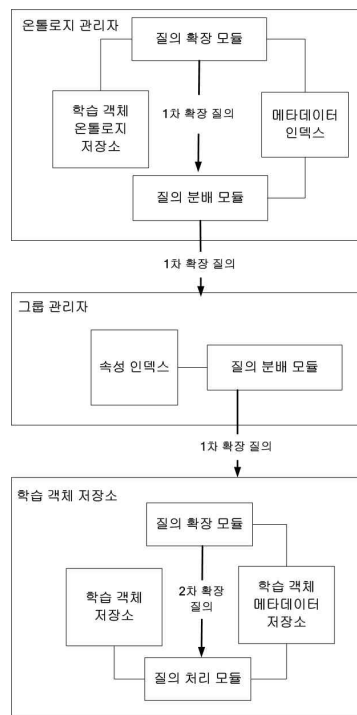 온톨로지 관리자
질의 확장 모듈
1차 확장 질의
학습 객체
온톨로지
저장소
메타데이터
인덱스
질의 분배 모듈
1차 확장 질의
그룹 관리자
속성 인덱스
질의 분배 모듈
1차 확장 질의
학습 객체 저장소
질의 확장 모듈
2차 확장
질의
학습 객체
저장소
학습 객체
메타데이터
저장소
질의 처리 모듈